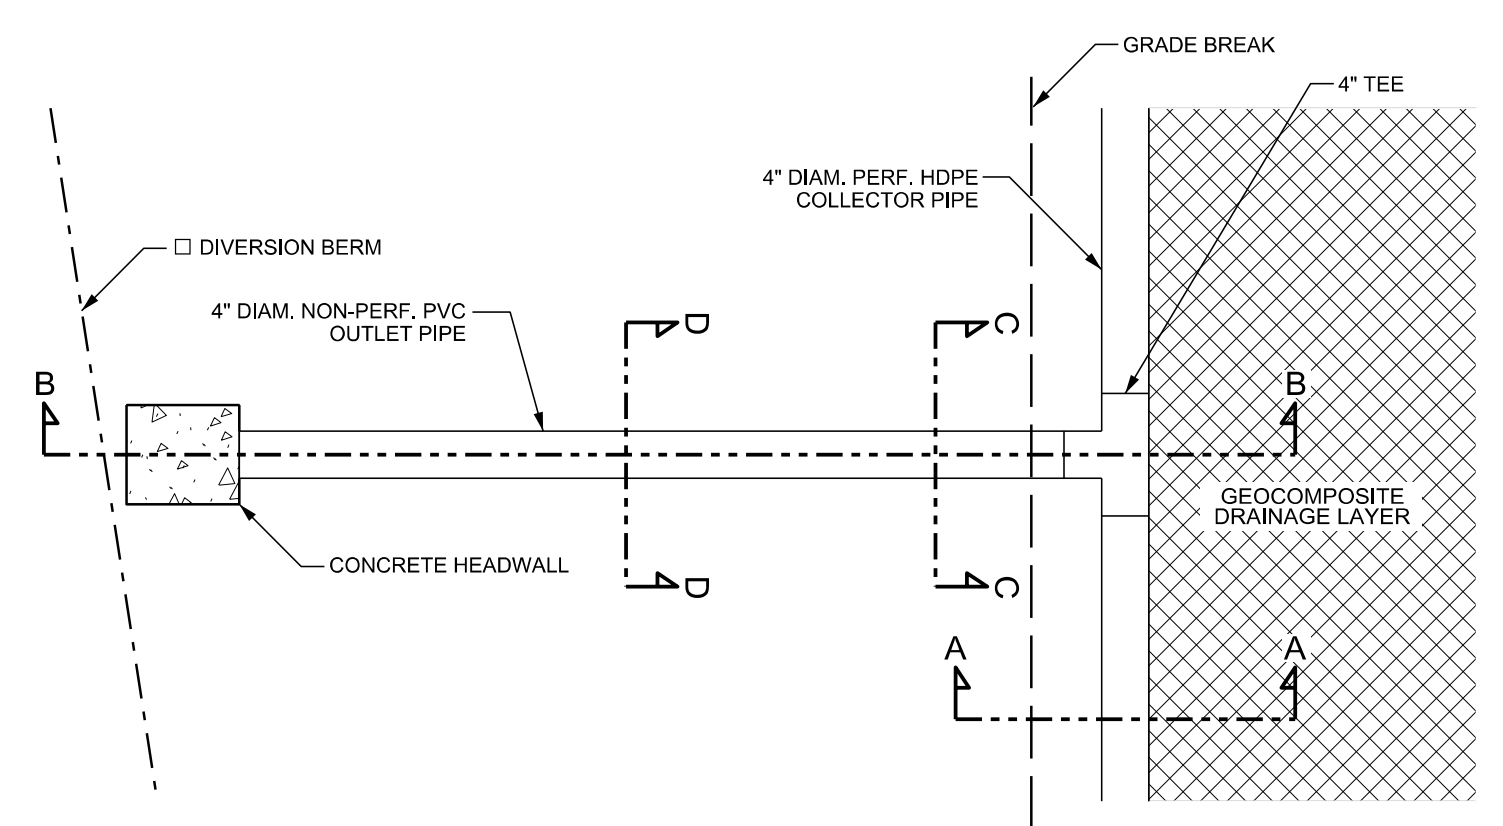 GRADE BREAK
4" TEE
4" DIAM. PERF. HDPE
COLLECTOR PIPE
□ DIVERSION BERM
4" DIAM. NON-PERF. PVC
OUTLET PIPE
D
C
B
B
GEOCOMPOSITE
DRAINAGE LAYER
CONCRETE HEADWALL
D
C
A
A